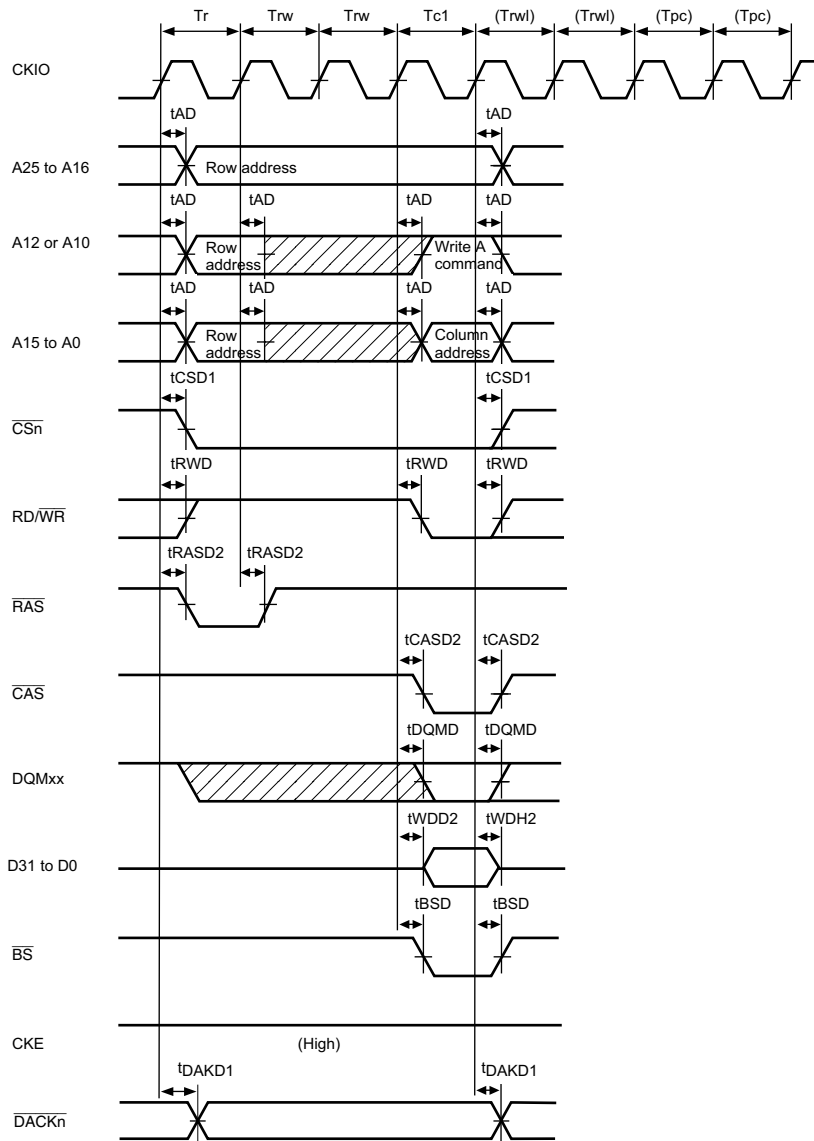 Tr Trw Trw Tc1 (Trwl) (Trwl) (Tpc) (Tpc)
CKIO
tAD tAD
A25 to A16 Row address
tAD tAD tAD tAD
A12 or A10 Row address Write A command
tAD tAD tAD tAD
A15 to A0 Row address Column address
tCSD1 tCSD1
CSn
tRWD tRWD tRWD
RD/WR
tRASD2 tRASD2
RAS
tCASD2 tCASD2
CAS
tDQMD tDQMD
DQMxx
tWDD2 tWDH2
D31 to D0
tBSD tBSD
BS
CKE (High)
tDAKD1 tDAKD1
DACKn